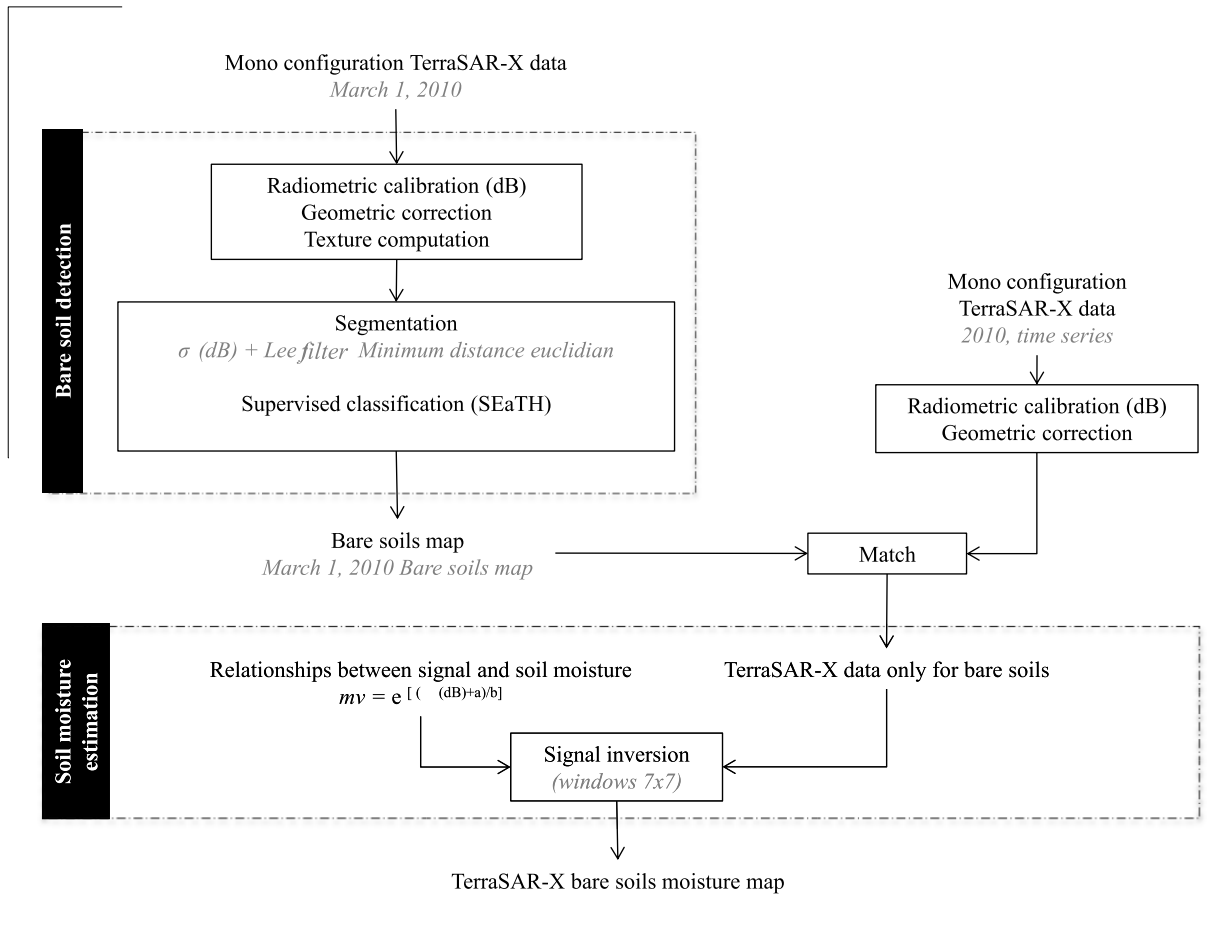 Mono configuration TerraSAR-X data
March 1, 2010
Bare soil detection
Radiometric calibration (dB)
Geometric correction
Texture computation
Segmentation
σ (dB) + Lee filter Minimum distance euclidian
Supervised classification (SEaTH)
Mono configuration
TerraSAR-X data
2010, time series
Radiometric calibration (dB)
Geometric correction
Bare soils map
March 1, 2010 Bare soils map
Match
Soil moisture
estimation
Relationships between signal and soil moisture
mv = e [ ( (dB)+a)/b]
TerraSAR-X data only for bare soils
Signal inversion
(windows 7x7)
TerraSAR-X bare soils moisture map